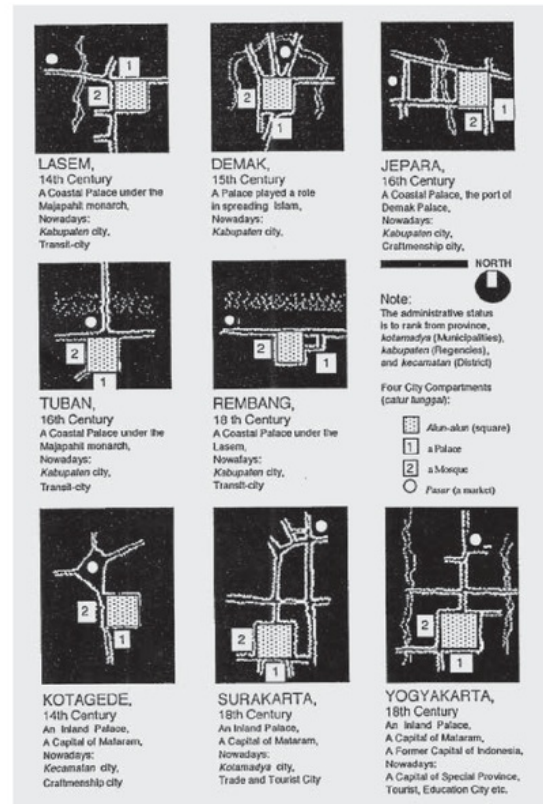 1
2
LASEM,
14th Century
A Coastal Palace under the
Majapahit monarch,
Nowadays:
Kabupaten city,
Transit-city
2
1
DEMAK,
15th Century
A Palace played a role
in spreading Islam,
Nowadays:
Kabupaten city,
1
2
JEPARA,
16th Century
A Coastal Palace, the port of
Demak Palace,
Nowadays:
Kabupaten city,
Craftmenship city,
NORTH
Note:
The administrative status
is to rank from province,
kotamadya (Municipalities),
kabupaten (Regencies),
and kecamatan (District)
2
1
TUBAN,
16th Century
A Coastal Palace under the
Majapahit monarch,
Nowadays:
Kabupaten city,
Transit-city
2
1
REMBANG,
18 th Century
A Coastal Palace under the
Lasem,
Nowadays:
Kabupaten city,
Transit-city
Four City Compartments
(catur tunggal):
Alun-alun (square)
1 a Palace
2 a Mosque
Pasar (a market)
2
1
KOTAGEDE,
14th Century
An Inland Palace,
A Capital of Mataram,
Nowadays:
Kecamatan city,
Craftmenship city
2
1
SURAKARTA,
18th Century
An Inland Palace,
A Capital of Mataram,
Nowadays:
Kotamadya city,
Trade and Tourist City
2
1
YOGYAKARTA,
18th Century
An Inland Palace,
A Capital of Mataram,
A Former Capital of Indonesia,
Nowadays:
A Capital of Special Province,
Tourist, Education City etc.